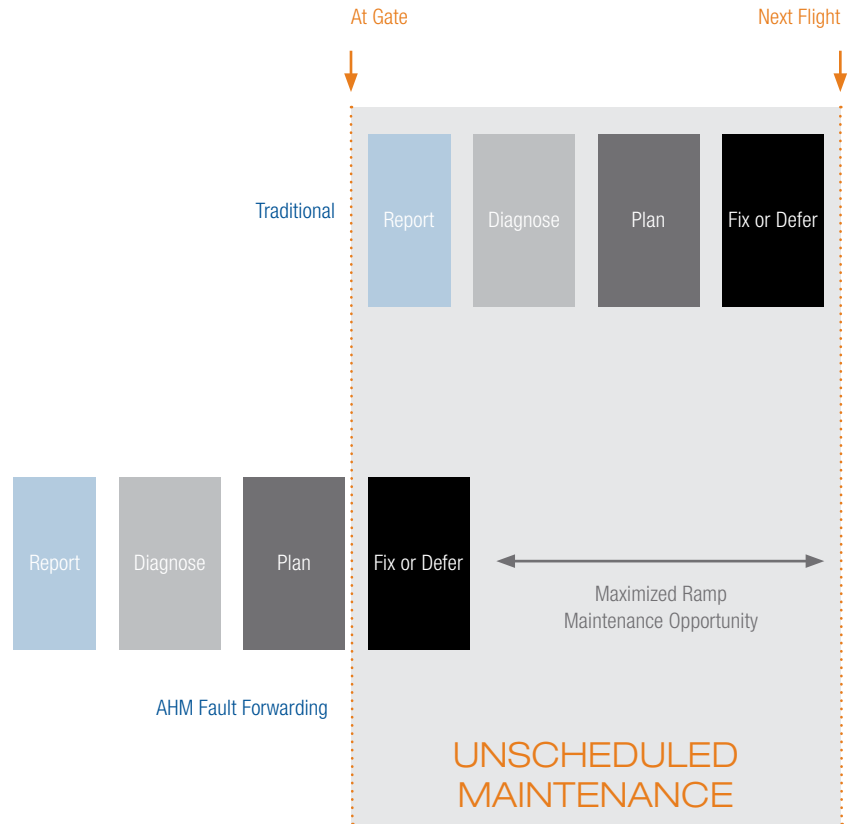 At Gate
Next Flight
Traditional
Report
Diagnose
Plan
Fix or Defer
Report
Diagnose
Plan
Fix or Defer
Maximized Ramp
Maintenance Opportunity
AHM Fault Forwarding
UNSCHEDULED
MAINTENANCE